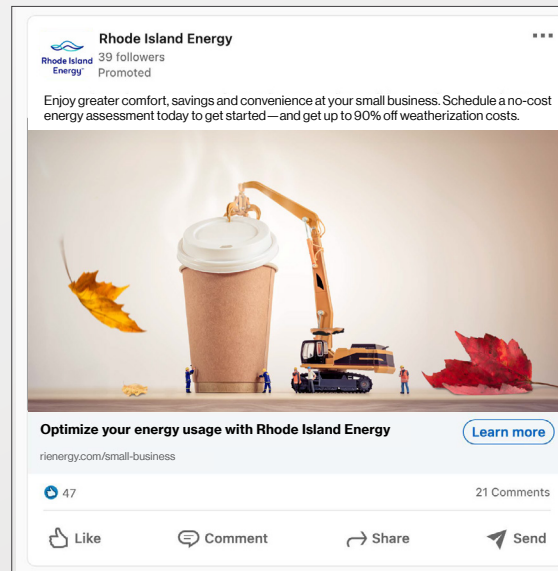 Rhode Island Energy
39 followers
Promoted
Rhode Island
Energy™
Enjoy greater comfort, savings and convenience at your small business. Schedule a no-cost
energy assessment today to get started—and get up to 90% off weatherization costs.
Optimize your energy usage with Rhode Island Energy
Learn more
rienergy.com/small-business
47
21 Comments
Like
Comment
Share
Send